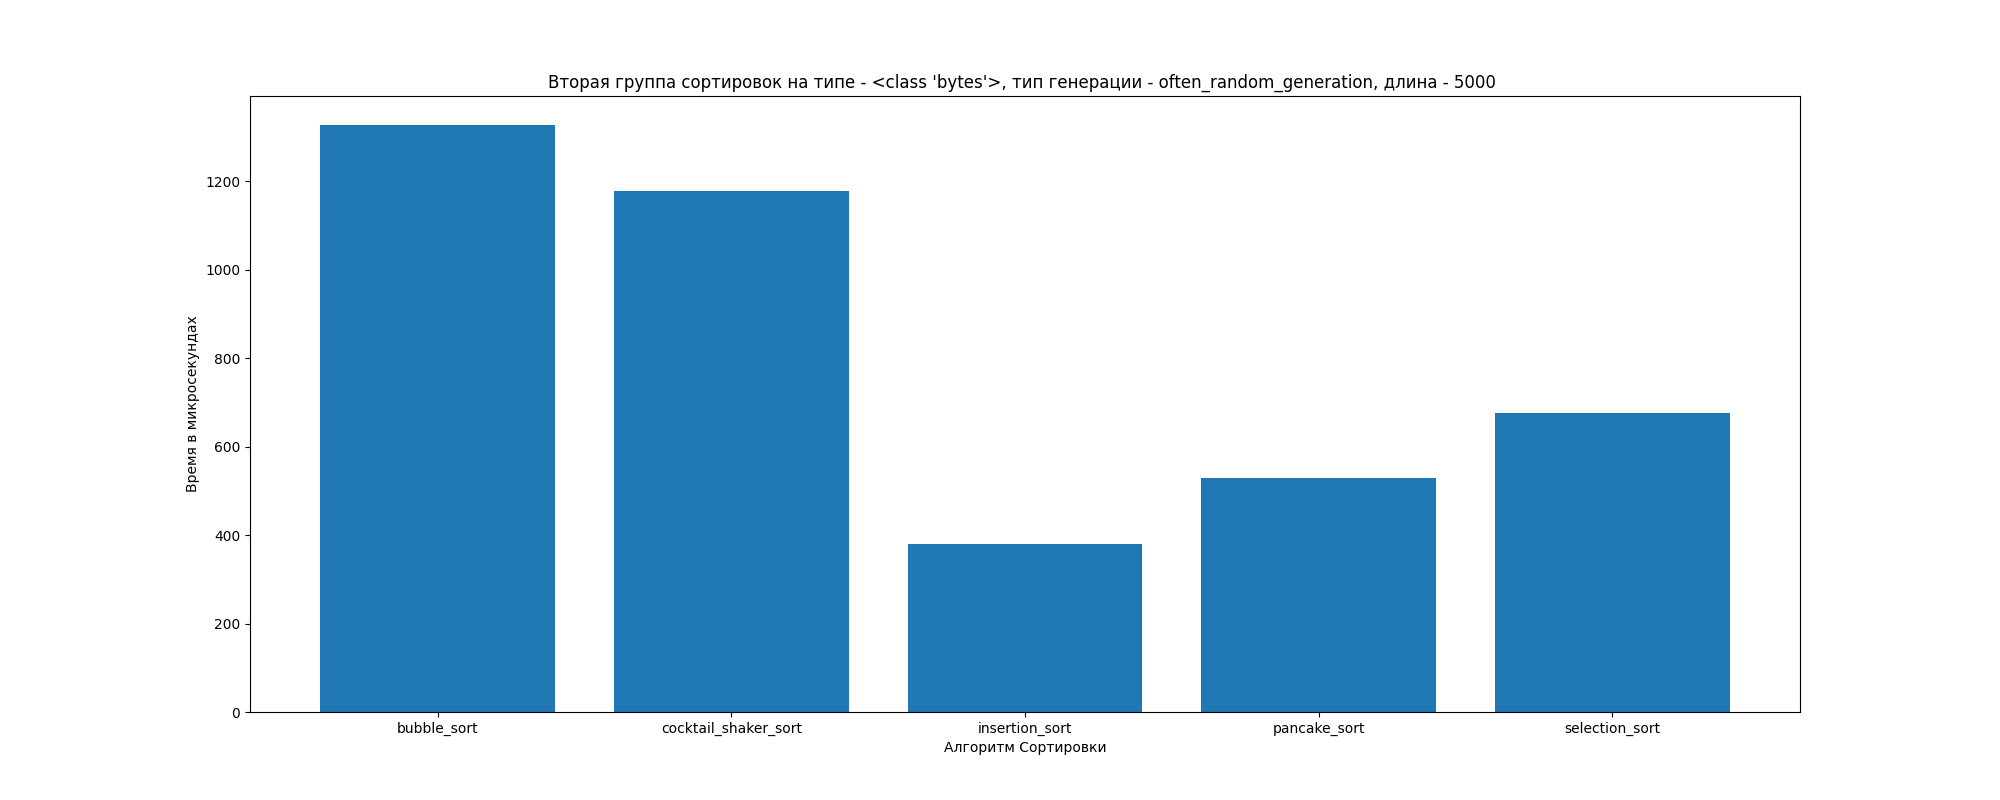 Вторая группа сортировок на типе - <class 'bytes'>, тип генерации - often_random_generation, длина - 5000
Время в микросекундах
1200
1000
800
600
400
200
0
bubble_sort
cocktail_shaker_sort
insertion_sort
pancake_sort
selection_sort
Алгоритм Сортировки